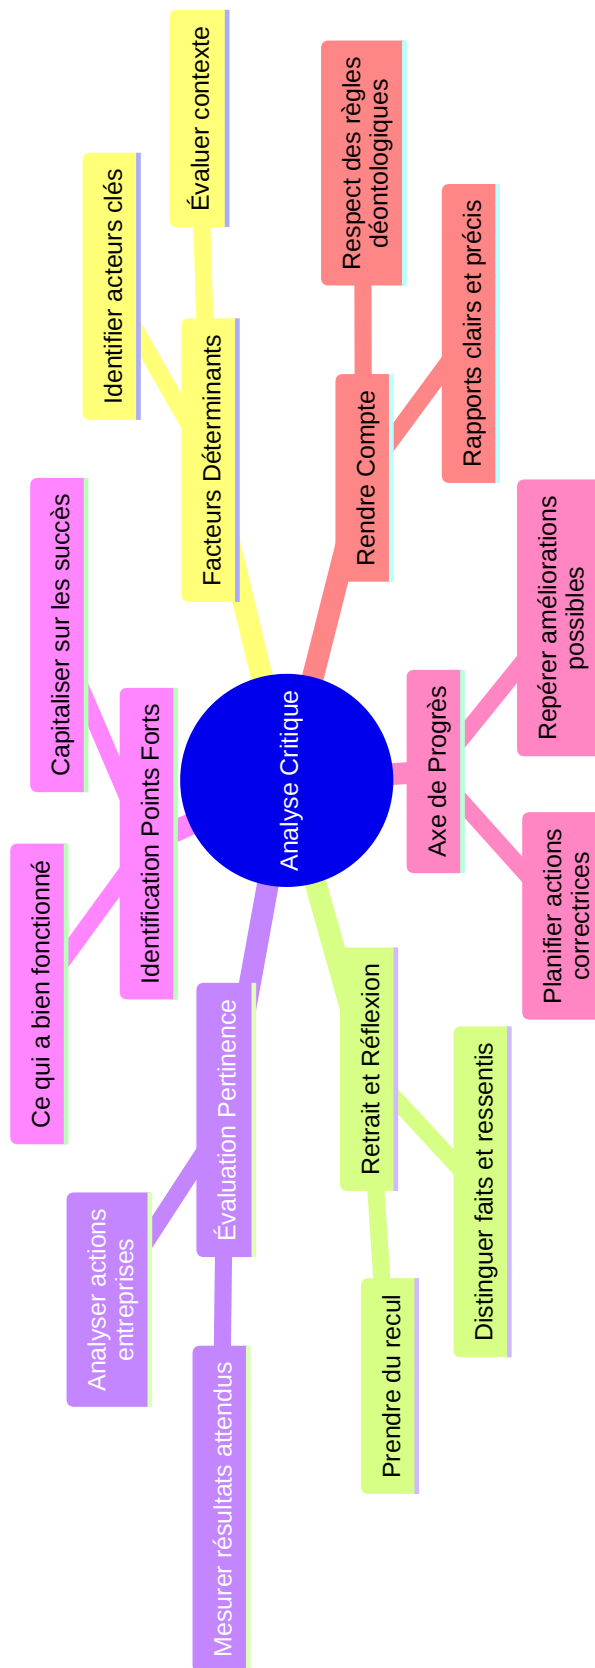 Analyse Critique
Facteurs Déterminants
Identifier acteurs clés
Évaluer contexte
Rendre Compte
Respect des règles
déontologiques
Rapports clairs et précis
Axe de Progrès
Repérer améliorations
possibles
Planifier actions
correctrices
Retrait et Réflexion
Distinguer faits et ressentis
Prendre du recul
Évaluation Pertinence
Mesurer résultats attendus
Analyser actions
entreprises
Identification Points Forts
Ce qui a bien fonctionné
Capitaliser sur les succès